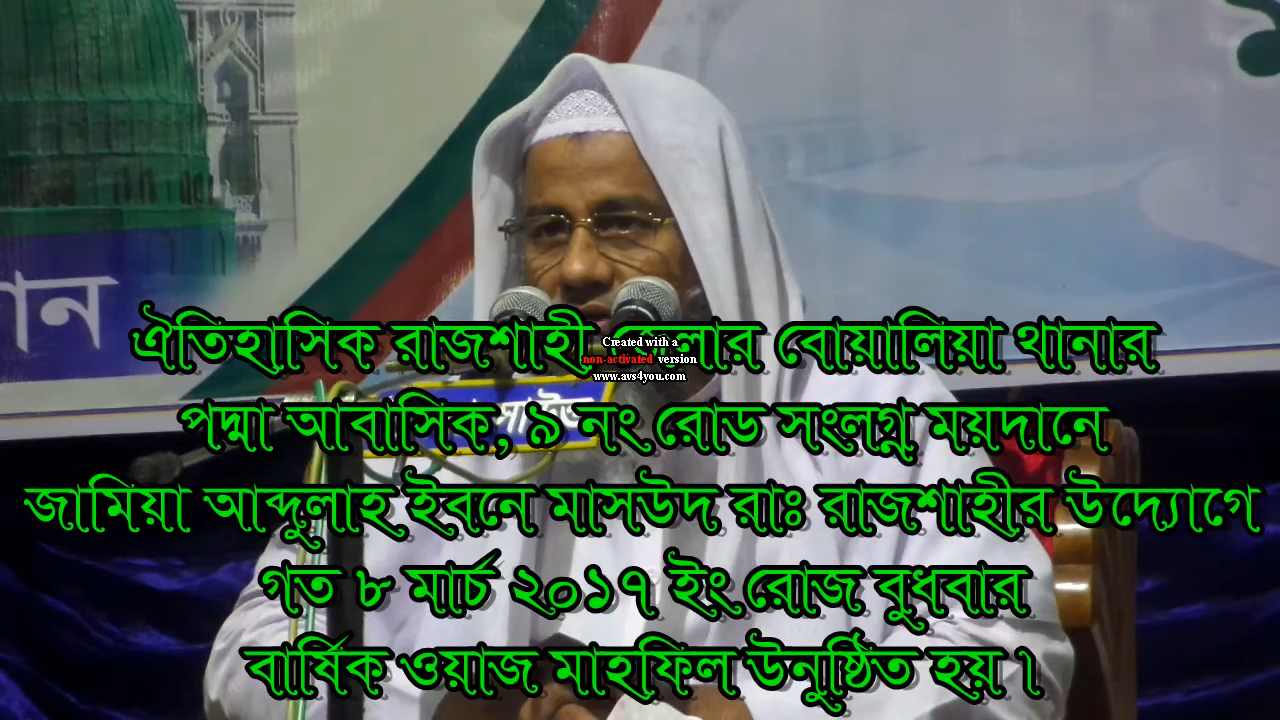 ান
ঐতিহাসিক রাজশাহী জেলার বোয়ালিয়া থানার
Created with a
non-activated version
www.avs4you.com
পদ্মা আবাসিক, ৯ নং রোড সংলগ্ন ময়দানে
জামিয়া আব্দুলাহ ইবনে মাসউদ রাঃ রাজশাহীর উদ্যোগে
গত ৮ মার্চ ২০১৭ ইং রোজ বুধবার
বার্ষিক ওয়াজ মাহফিল উনুষ্ঠিত হয় ।